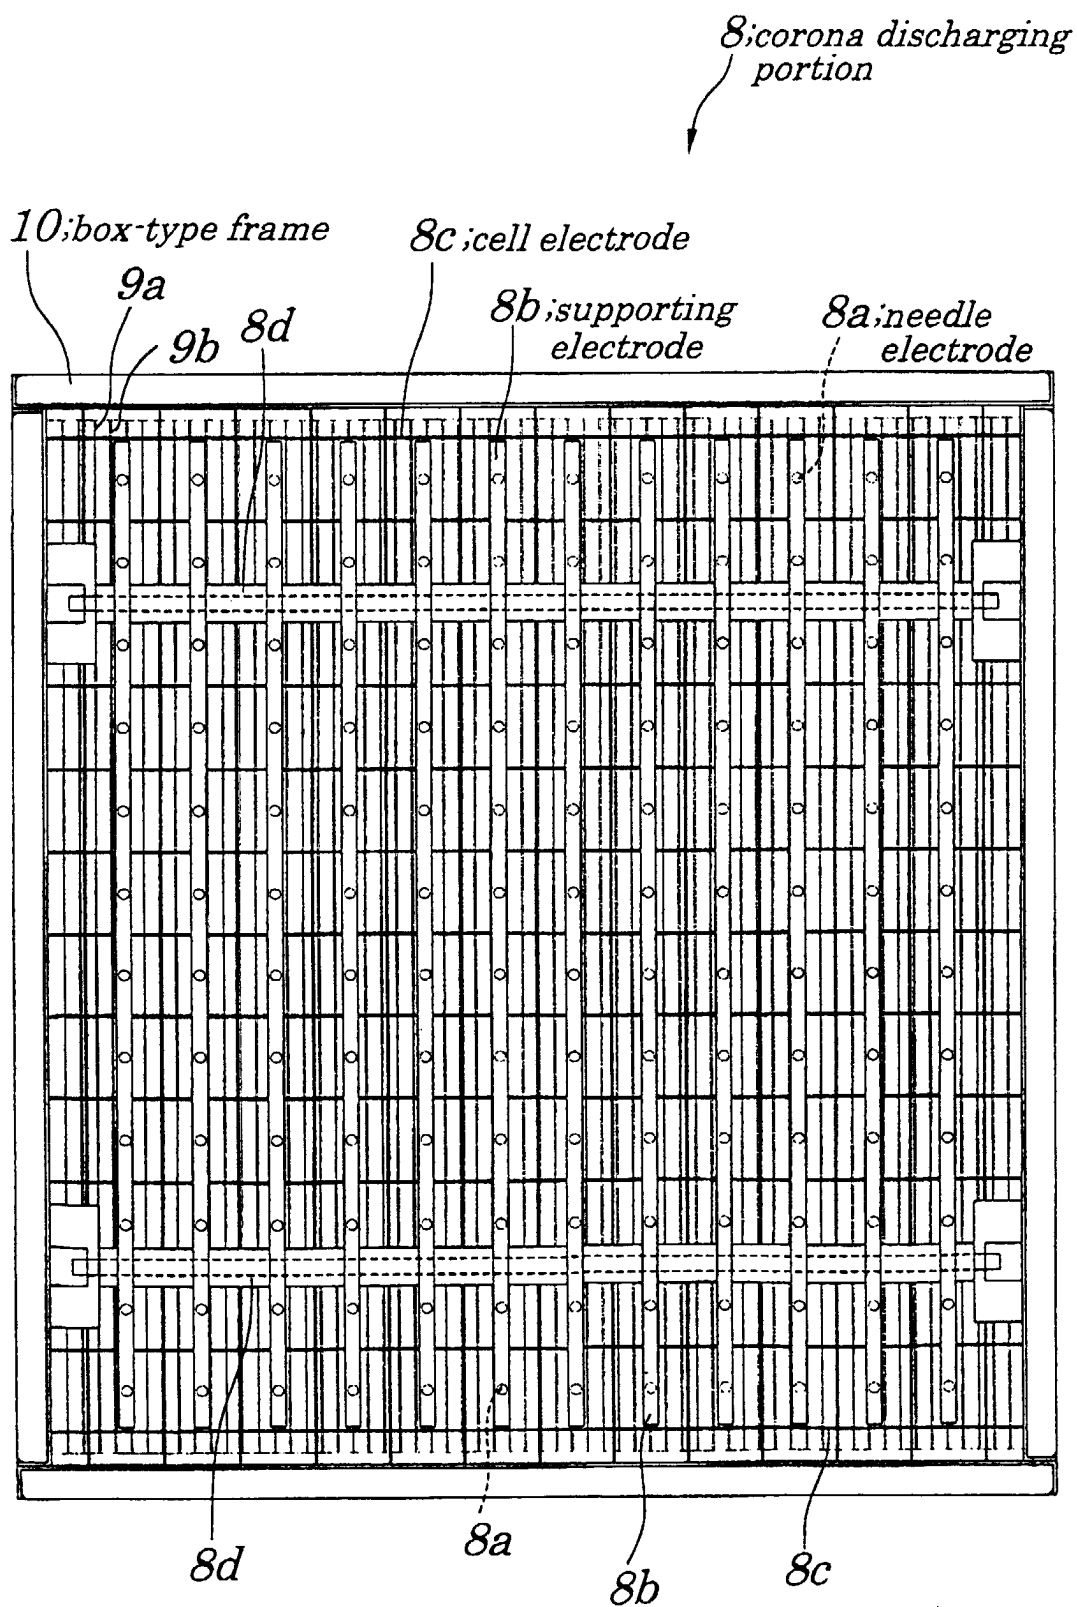 8;corona discharging
portion
10;box-type frame
8c;cell electrode
9a
9b
8d
8b;supporting
electrode
8a;needle
electrode
8d
8a
8b
8c